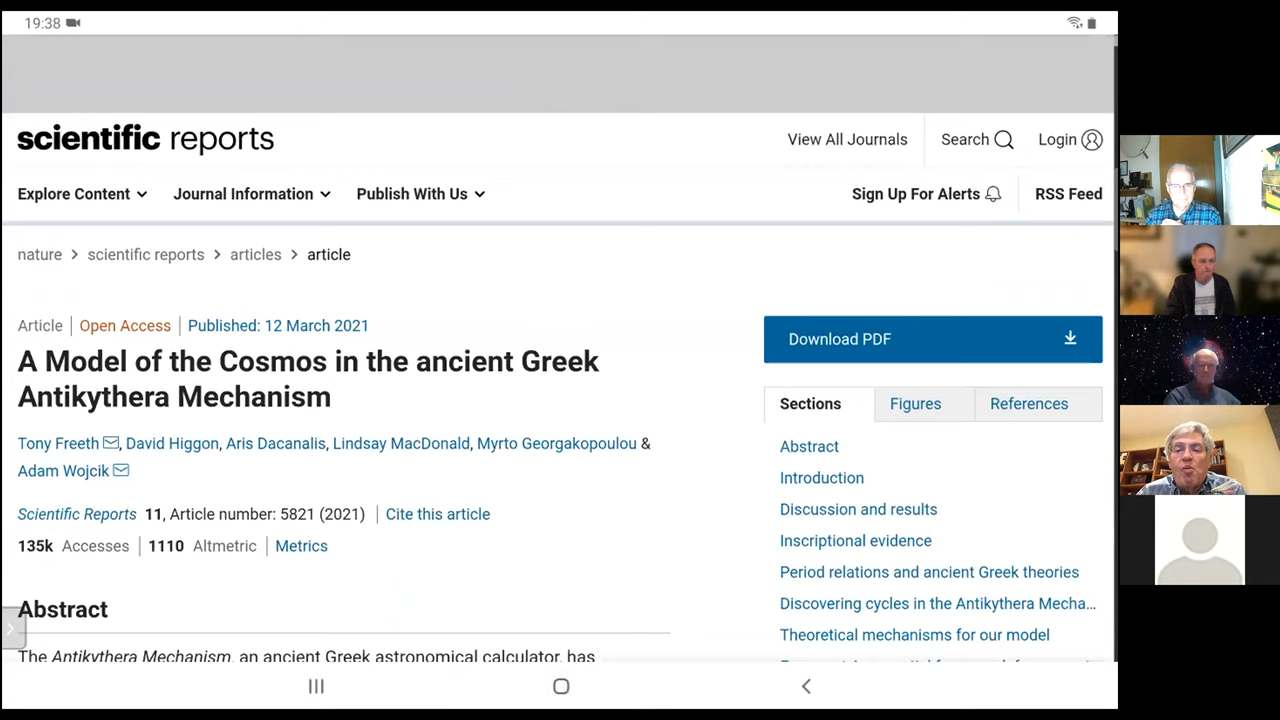 19:38
scientific reports
View All Journals
Search
Login
Explore Content
Journal Information
Publish With Us
Sign Up For Alerts
RSS Feed
nature > scientific reports > articles > article
Article | Open Access | Published: 12 March 2021
A Model of the Cosmos in the ancient Greek
Antikythera Mechanism
Tony Freeth, David Higgon, Aris Dacanalis, Lindsay MacDonald, Myrto Georgakopoulou &
Adam Wojcik
Scientific Reports 11, Article number: 5821 (2021) | Cite this article
135k Accesses | 1110 Altmetric | Metrics
Abstract
The Antikythera Mechanism, an ancient Greek astronomical calculator, has
Download PDF
Sections
Figures
References
Abstract
Introduction
Discussion and results
Inscriptional evidence
Period relations and ancient Greek theories
Discovering cycles in the Antikythera Mecha...
Theoretical mechanisms for our model